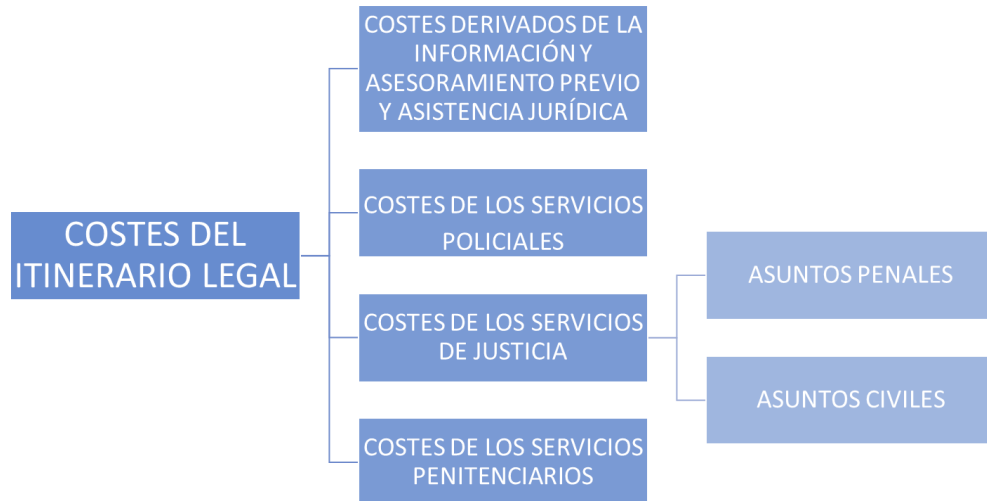 COSTES DEL
ITINERARIO LEGAL
COSTES DERIVADOS DE LA
INFORMACIÓN Y
ASESORAMIENTO PREVIO
Y ASISTENCIA JURÍDICA
COSTES DE LOS SERVICIOS
POLICIALES
COSTES DE LOS SERVICIOS
DE JUSTICIA
ASUNTOS PENALES
ASUNTOS CIVILES
COSTES DE LOS SERVICIOS
PENITENCIARIOS